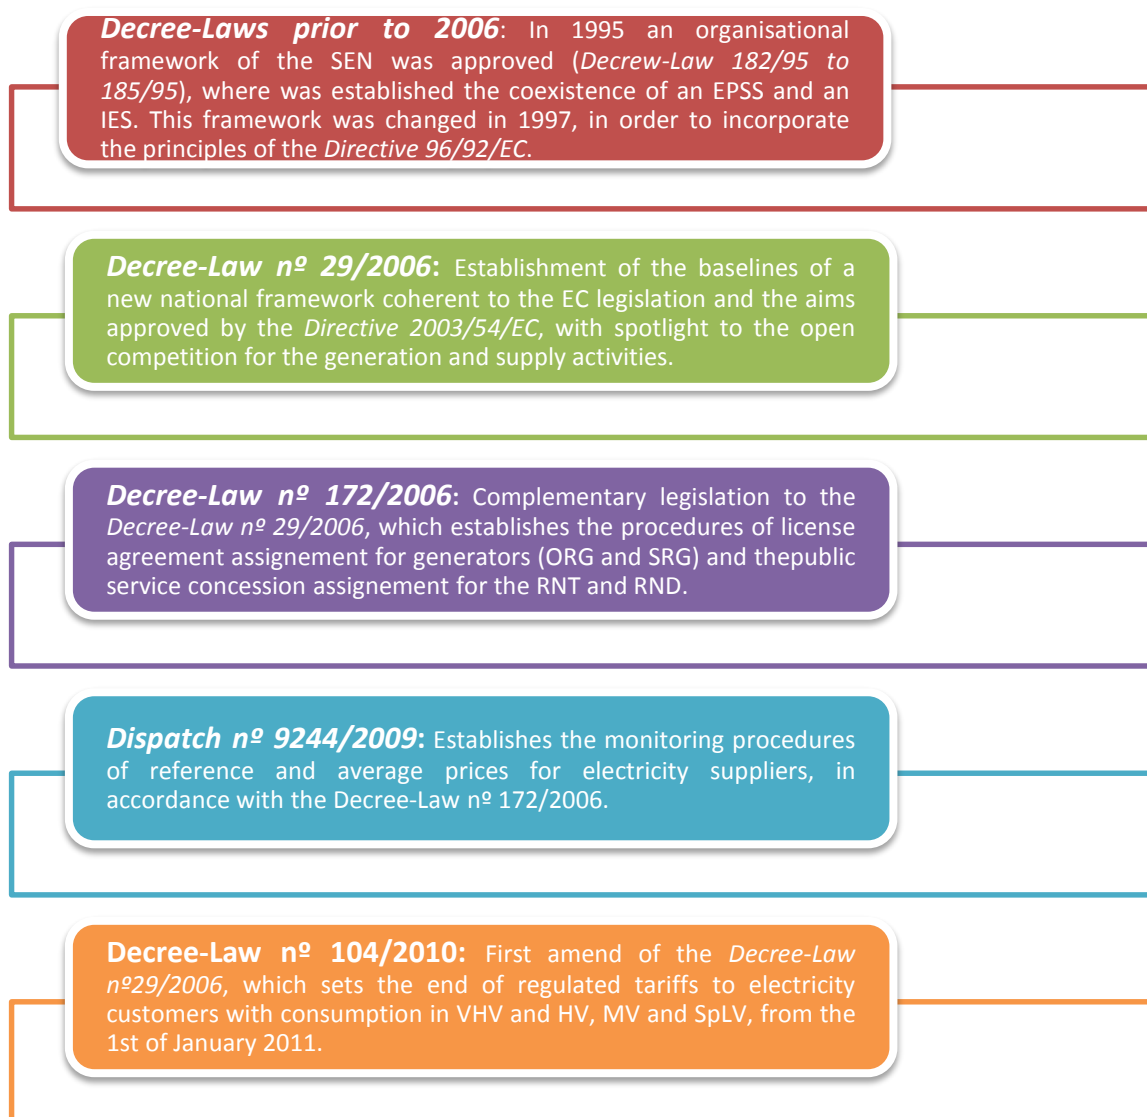 Decree-Laws prior to 2006: In 1995 an organisational
framework of the SEN was approved (Decrew-Law 182/95 to
185/95), where was established the coexistence of an EPSS and an
IES. This framework was changed in 1997, in order to incorporate
the principles of the Directive 96/92/EC.
Decree-Law nº 29/2006: Establishment of the baselines of a
new national framework coherent to the EC legislation and the aims
approved by the Directive 2003/54/EC, with spotlight to the open
competition for the generation and supply activities.
Decree-Law nº 172/2006: Complementary legislation to the
Decree-Law nº 29/2006, which establishes the procedures of license
agreement assignement for generators (ORG and SRG) and thepublic
service concession assignement for the RNT and RND.
Dispatch nº 9244/2009: Establishes the monitoring procedures
of reference and average prices for electricity suppliers, in
accordance with the Decree-Law nº 172/2006.
Decree-Law nº 104/2010: First amend of the Decree-Law
nº29/2006, which sets the end of regulated tariffs to electricity
customers with consumption in VHV and HV, MV and SpLV, from the
1st of January 2011.